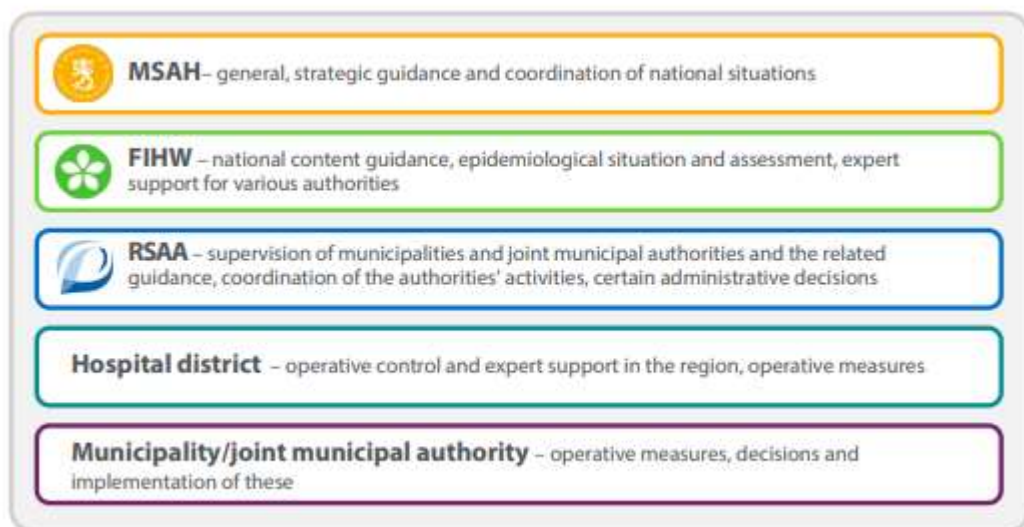 MSAH– general, strategic guidance and coordination of national situations
FIHW – national content guidance, epidemiological situation and assessment, expert
support for various authorities
RSAA – supervision of municipalities and joint municipal authorities and the related
guidance, coordination of the authorities' activities, certain administrative decisions
Hospital district – operative control and expert support in the region, operative measures
Municipality/joint municipal authority – operative measures, decisions and
implementation of these